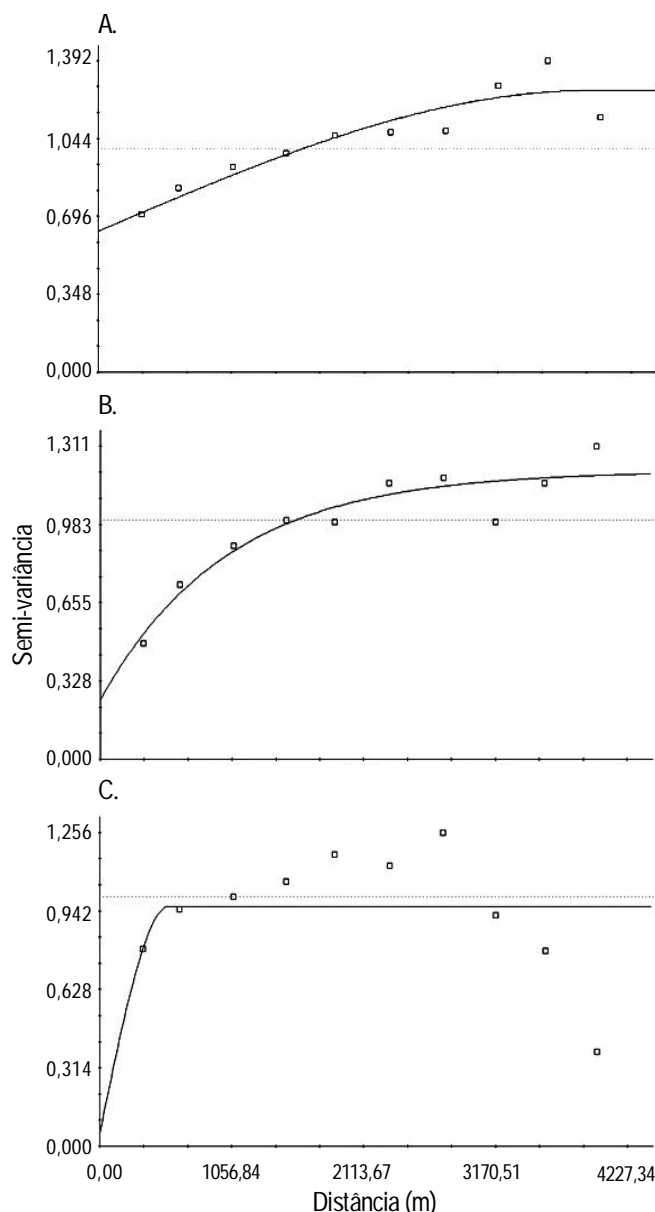 A.
1,392
1,044
0,696
0,348
0,000
B.
1,311
0,983
0,655
0,328
0,000
Semi-variância
C.
1,256
0,942
0,628
0,314
0,000
0,00 1056,84 2113,67 3170,51 4227,34
Distância (m)